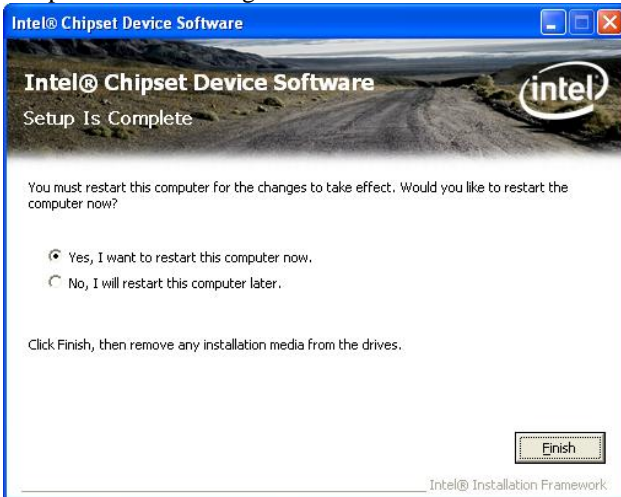 Intel® Chipset Device Software
Intel® Chipset Device Software
intel
Setup Is Complete
You must restart this computer for the changes to take effect. Would you like to restart the
computer now?
Yes, I want to restart this computer now.
No, I will restart this computer later.
Click Finish, then remove any installation media from the drives.
Finish
Intel® Installation Framework